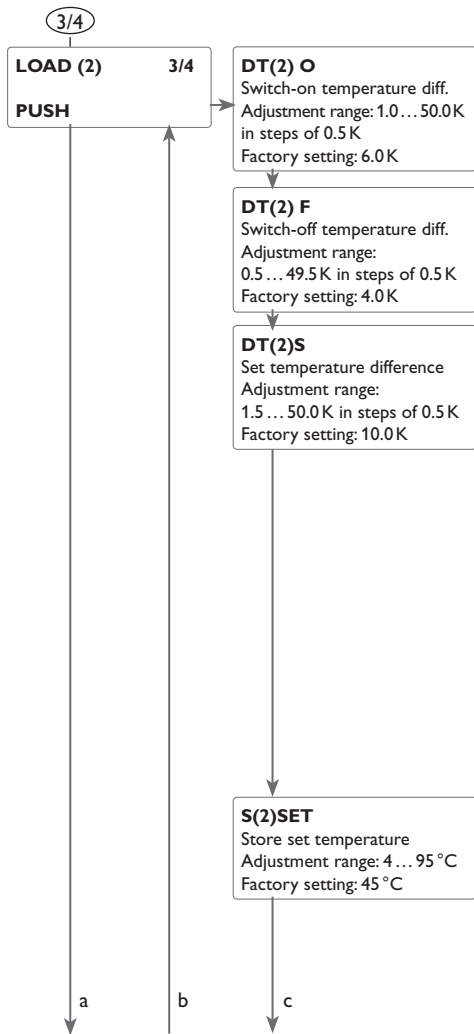 3/4
LOAD (2) 3/4
PUSH
DT(2) O
Switch-on temperature diff.
Adjustment range: 1.0 ... 50.0 K
in steps of 0.5 K
Factory setting: 6.0 K
DT(2) F
Switch-off temperature diff.
Adjustment range:
0.5 ... 49.5 K in steps of 0.5 K
Factory setting: 4.0 K
DT(2)S
Set temperature difference
Adjustment range:
1.5 ... 50.0 K in steps of 0.5 K
Factory setting: 10.0 K
S(2)SET
Store set temperature
Adjustment range: 4 ... 95 °C
Factory setting: 45 °C
a b c